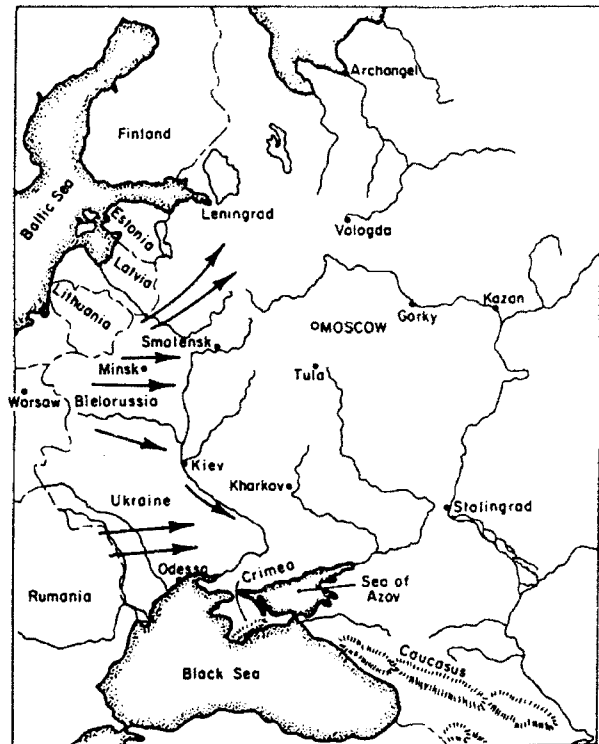 Archangel
Finland
Baltic Sea
Leningrad
Estonia
Vologda
Latvia
Lithuania
Kazan
Gorky
MOSCOW
Smolensk
Minsk
Tula
Warsaw
Bielorussia
Kiev
Kharkov
Ukraine
Stalingrad
Odessa
Crimea
Sea of
Azov
Rumania
Caucasus
Black Sea